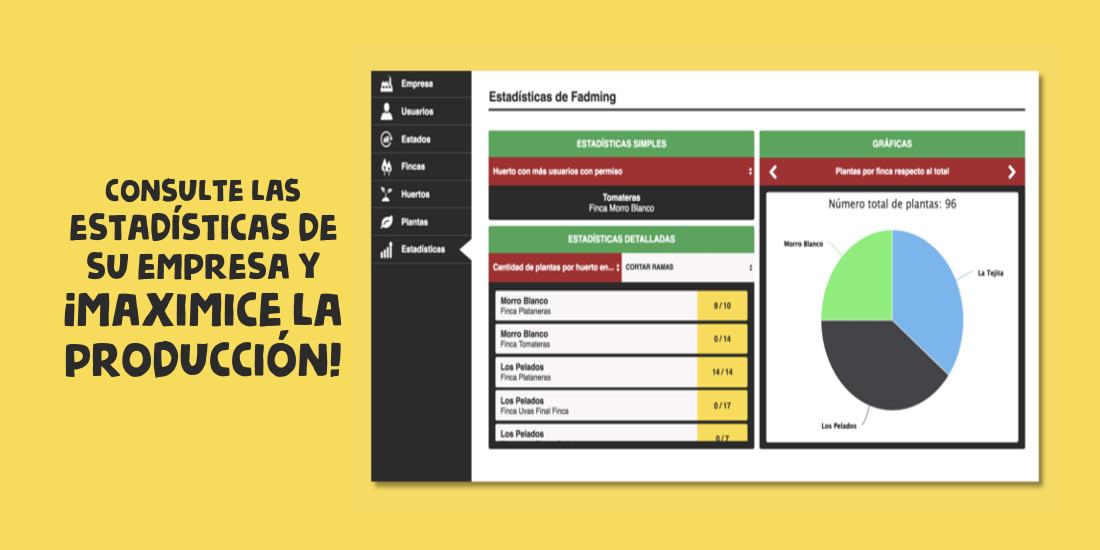 CONSULTE LAS
ESTADÍSTICAS DE
SU EMPRESA Y
¡MAXIMICE LA
PRODUCCIÓN!
Empresa
Usuarios
Estados
Fincas
Huertos
Plantas
Estadísticas
Estadísticas de Fadming
ESTADÍSTICAS SIMPLES
Huerto con más usuarios con permiso
Tomateras
Finca Morro Blanco
ESTADÍSTICAS DETALLADAS
Cantidad de plantas por huerto en... CORTAR RAMAS
Morro Blanco
Finca Plataneras
9 / 10
Morro Blanco
Finca Tomateras
0 / 14
Los Pelados
Finca Plataneras
14 / 14
Los Pelados
Finca Uvas Final Finca
0 / 17
Los Pelados
0 / 7
GRÁFICAS
Plantas por finca respecto al total
Número total de plantas: 96
Morro Blanco
La Tejita
Los Pelados